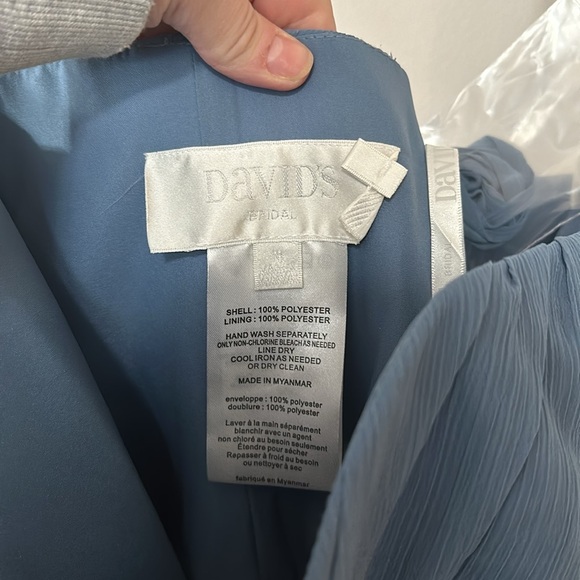 DAVID'S
BRIDAL
SHELL: 100% POLYESTER
LINING: 100% POLYESTER
HAND WASH SEPARATELY
ONLY NON-CHLORINE BLEACH AS NEEDED
LINE DRY
COOL IRON AS NEEDED
OR DRY CLEAN
MADE IN MYANMAR
enveloppe : 100% polyester
doublure : 100% polyester
Laver à la main séparément
blanchir avec un agent
non chloré au besoin seulement
Étendre pour sécher
Repasser à froid au besoin
ou nettoyer à sec
fabriqué en Myanmar